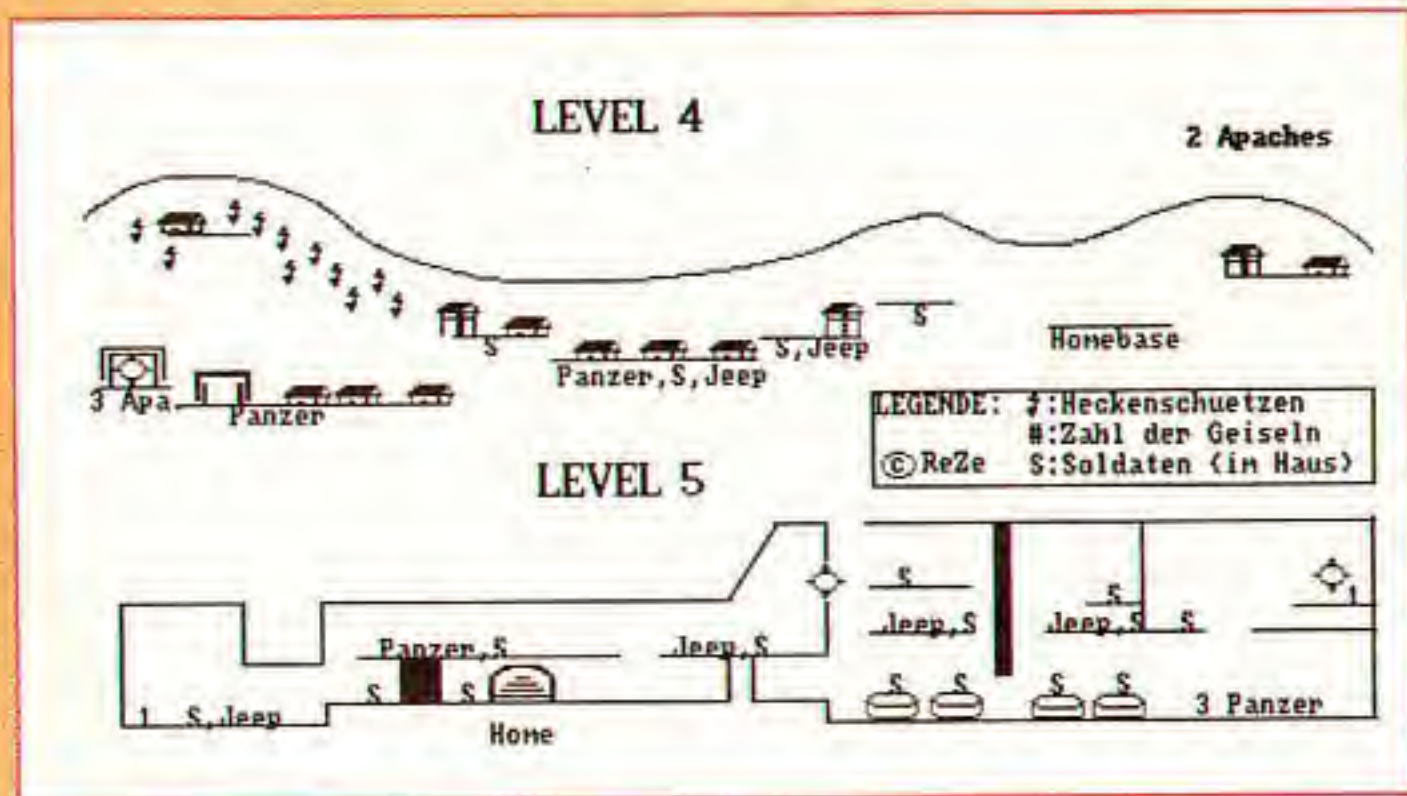 LEVEL 4
2 Apaches
S
S
S,Jeep
Homebase
Panzer,S,Jeep
3 Apa.
Panzer
LEGENDE: :Heckenschuetzen
#:Zahl der Geiseln
©ReZe S:Soldaten (im Haus)
LEVEL 5
S
S
1
Jeep,S
Jeep,S
S
Panzer,S
Jeep,S
S
S
S
S
S
S
1 S,Jeep
3 Panzer
Home